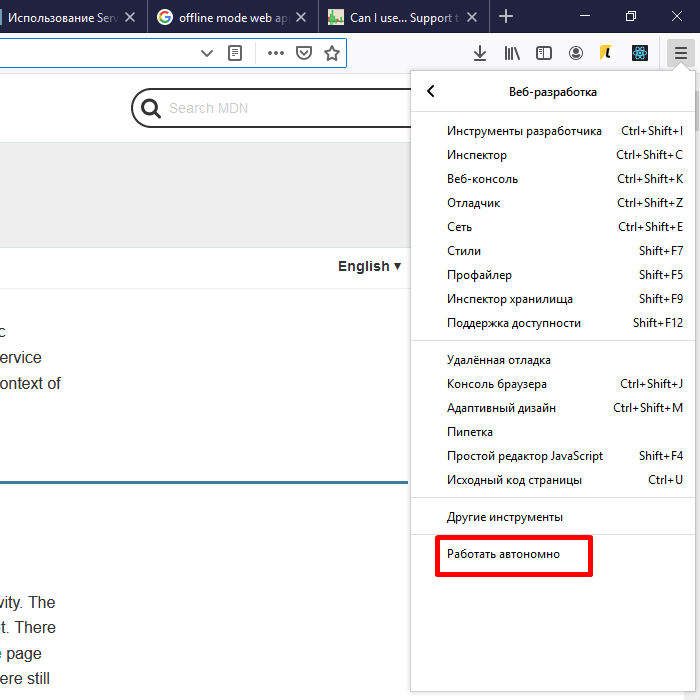 Использование Serv
offline mode web ap
Can I use... Support t
Search MDN
English ▾
c
ervice
ontext of
vity. The
t. There
page
ere still
Веб-разработка
Инструменты разработчика Ctrl+Shift+I
Инспектор Ctrl+Shift+C
Веб-консоль Ctrl+Shift+K
Отладчик Ctrl+Shift+Z
Сеть Ctrl+Shift+E
Стили Shift+F7
Профайлер Shift+F5
Инспектор хранилища Shift+F9
Поддержка доступности Shift+F12
Удалённая отладка
Консоль браузера Ctrl+Shift+J
Адаптивный дизайн Ctrl+Shift+M
Пипетка
Простой редактор JavaScript Shift+F4
Исходный код страницы Ctrl+U
Другие инструменты
Работать автономно